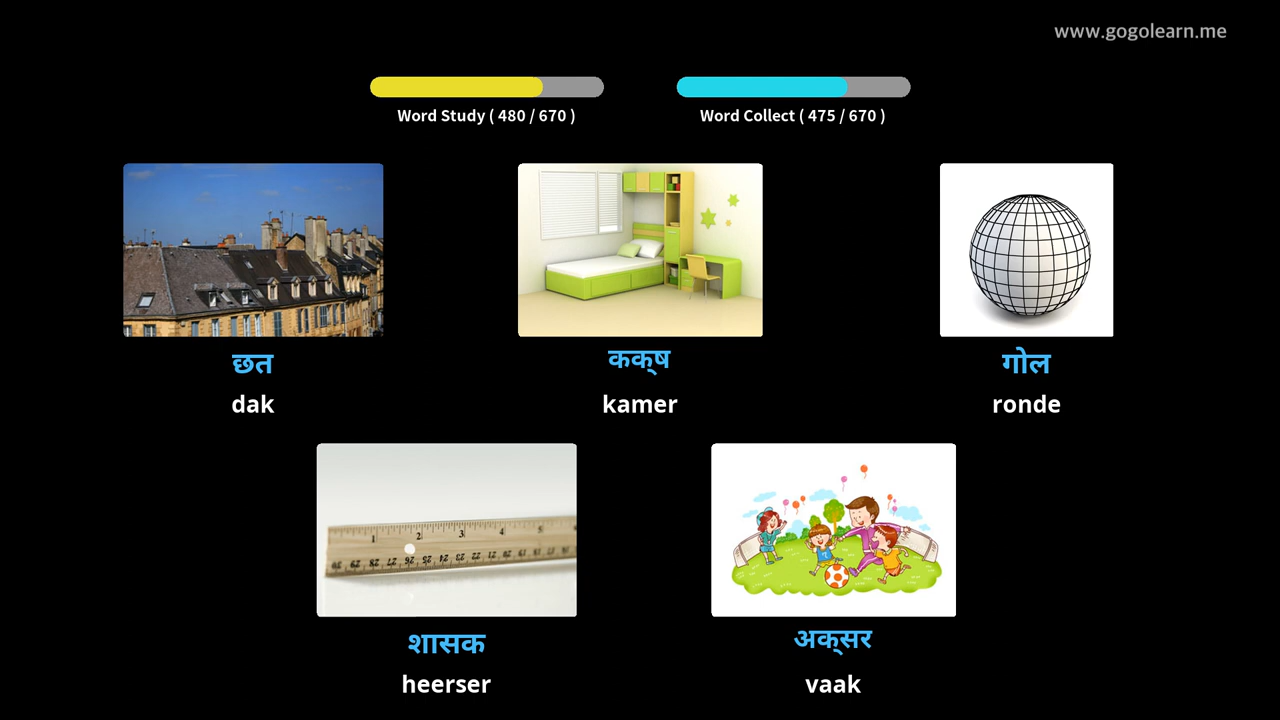 www.gogolearn.me
Word Study ( 480 / 670 )
Word Collect ( 475 / 670 )
छत
कक्ष
गोल
dak
kamer
ronde
शासक
अक्सर
heerser
vaak